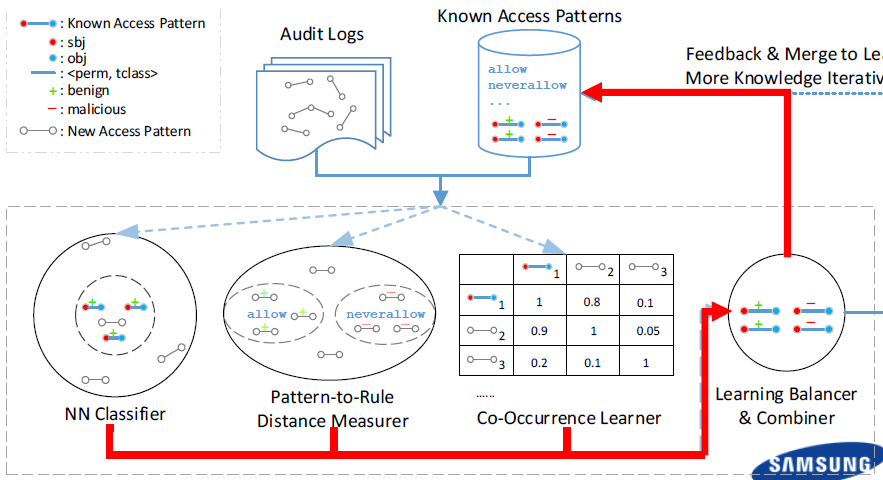 : Known Access Pattern
: sbj
: obj
: <perm, tclass>
+ : benign
− : malicious
: New Access Pattern
Audit Logs
Known Access Patterns
allow
neverallow
...
+ −
+ −
Feedback & Merge to Lea
More Knowledge Iterativ
+ +
+
NN Classifier
+
allow +
+
−
neverallow
− −
Pattern-to-Rule
Distance Measurer
1 2 3
1 1 0.8 0.1
2 0.9 1 0.05
3 0.2 0.1 1
......
Co-Occurrence Learner
+ −
+ −
Learning Balancer
& Combiner
SAMSUNG